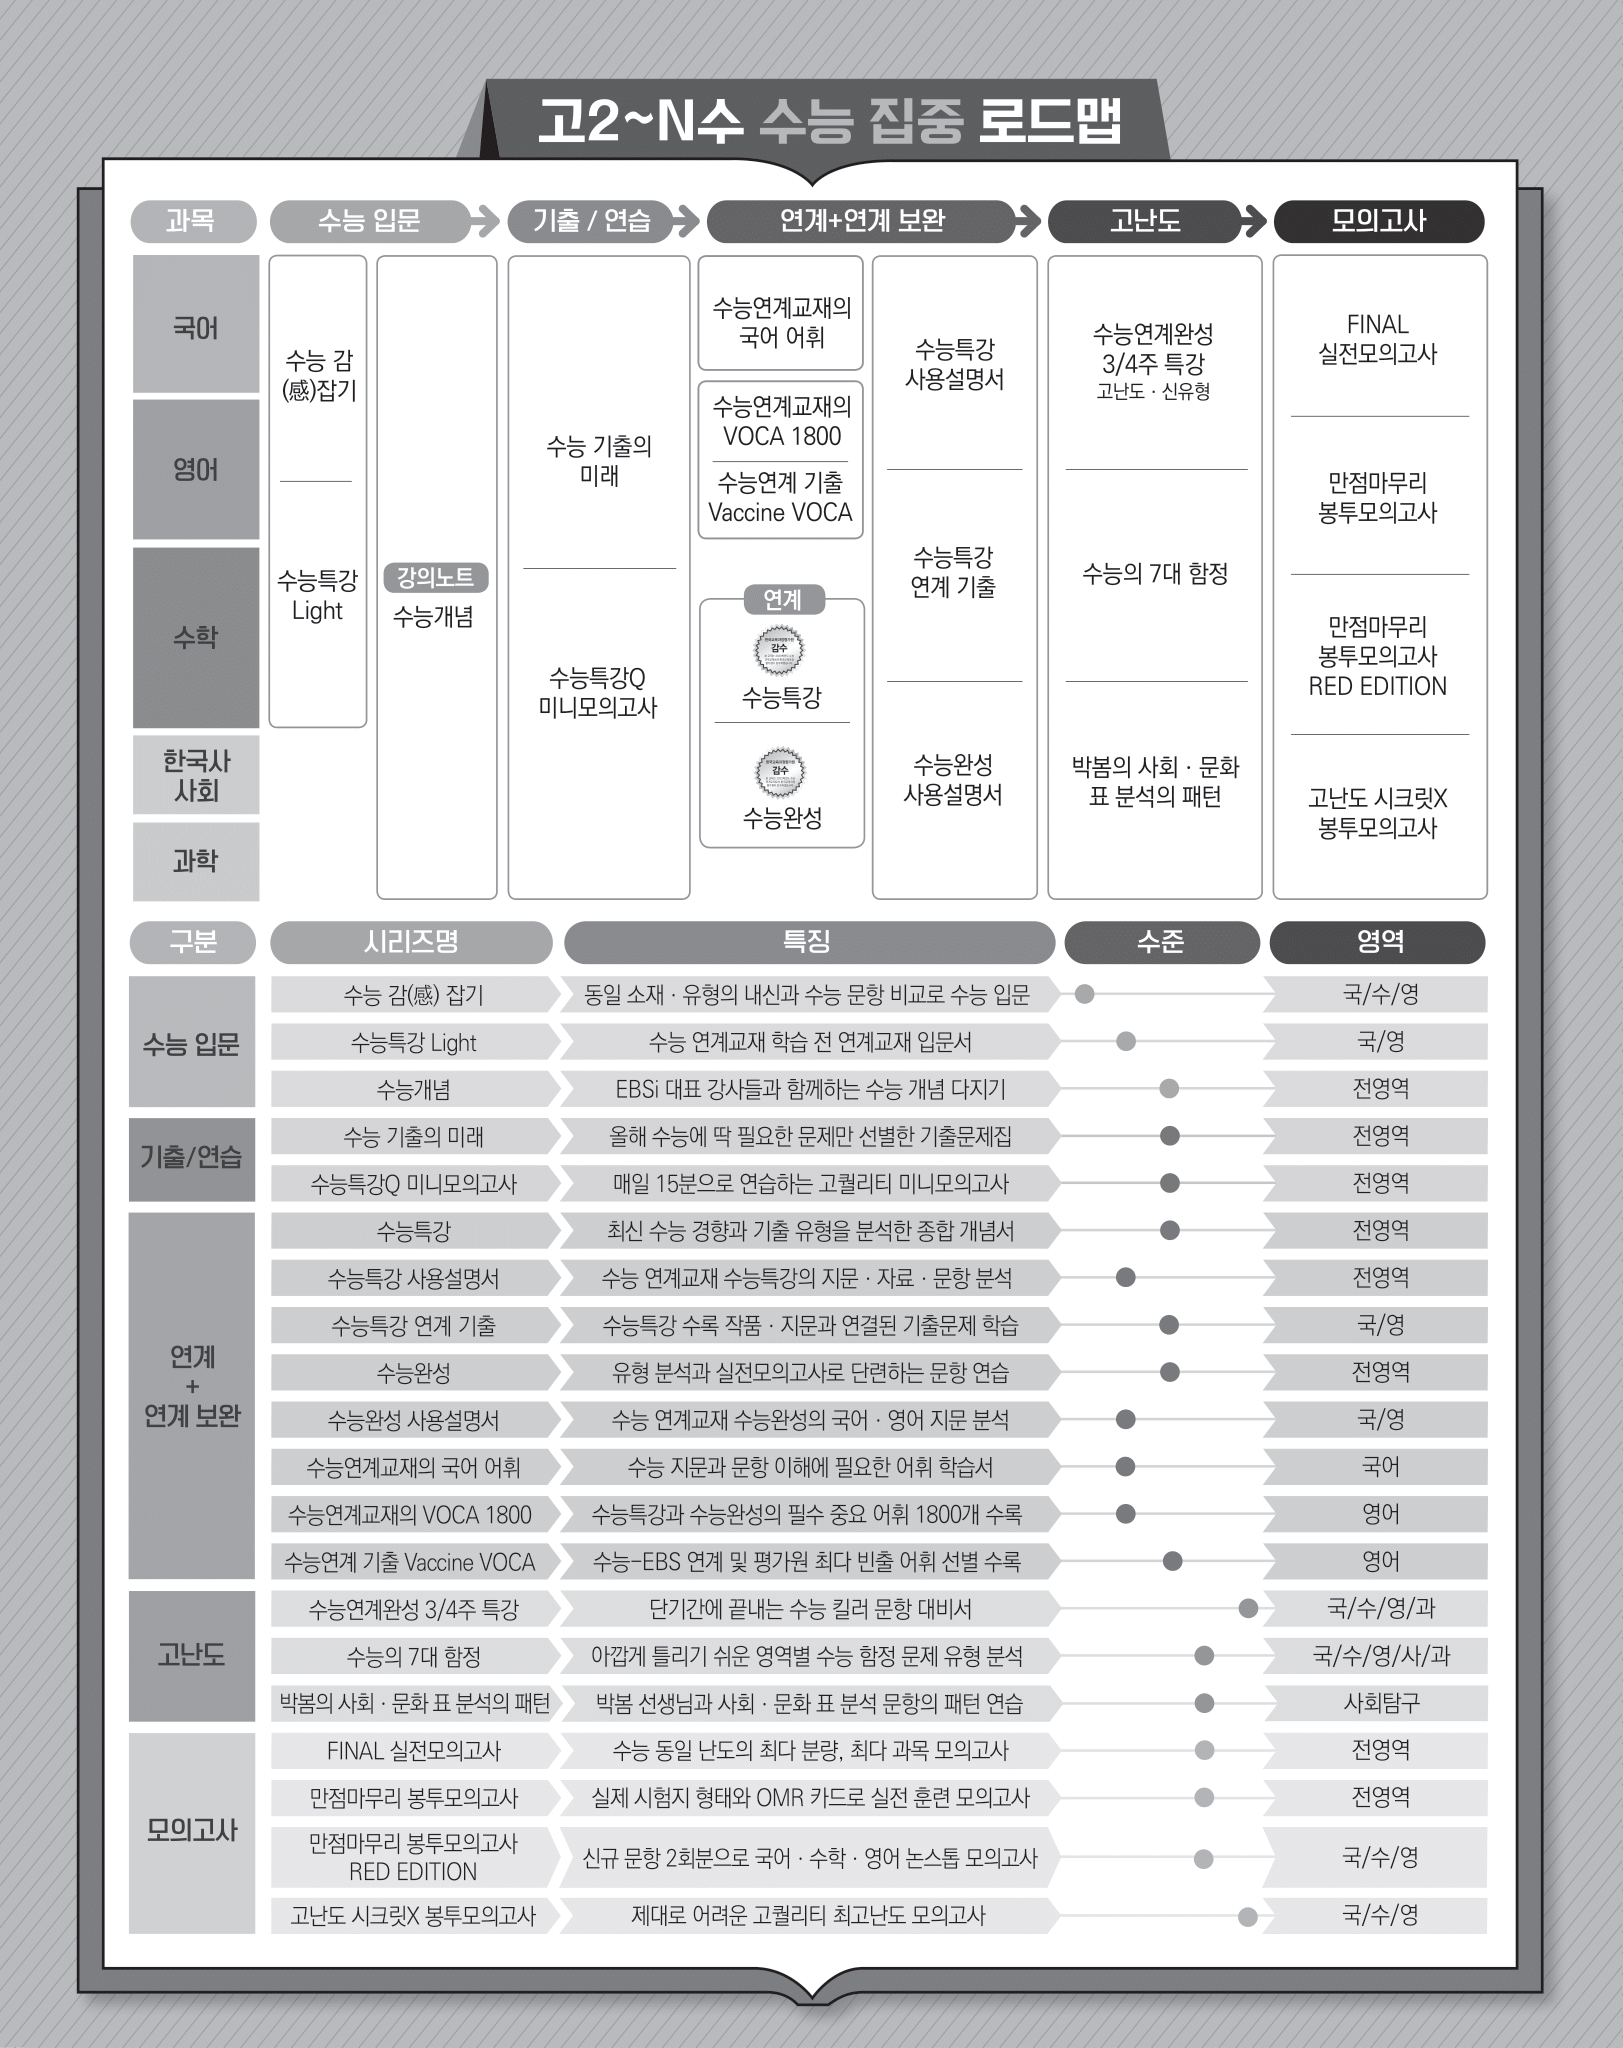 고2~N수 수능 집중 로드맵
과목
수능 입문
기출 / 연습
연계+연계 보완
고난도
모의고사
국어
영어
수학
한국사
사회
과학
수능 감
(感)잡기
수능특강
Light
강의노트
수능개념
수능 기출의
미래
수능특강Q
미니모의고사
수능연계교재의
국어 어휘
수능연계교재의
VOCA 1800
수능연계 기출
Vaccine VOCA
연계
감수
수능특강
감수
수능완성
수능특강
사용설명서
수능특강
연계 기출
수능완성
사용설명서
수능연계완성
3/4주 특강
고난도 · 신유형
수능의 7대 함정
박봄의 사회 · 문화
표 분석의 패턴
FINAL
실전모의고사
만점마무리
봉투모의고사
만점마무리
봉투모의고사
RED EDITION
고난도 시크릿X
봉투모의고사
구분
시리즈명
특징
수준
영역
수능 입문
수능 감(感) 잡기
동일 소재 · 유형의 내신과 수능 문항 비교로 수능 입문
국/수/영
수능특강 Light
수능 연계교재 학습 전 연계교재 입문서
국/영
수능개념
EBSi 대표 강사들과 함께하는 수능 개념 다지기
전영역
기출/연습
수능 기출의 미래
올해 수능에 딱 필요한 문제만 선별한 기출문제집
전영역
수능특강Q 미니모의고사
매일 15분으로 연습하는 고퀄리티 미니모의고사
전영역
연계
+
연계 보완
수능특강
최신 수능 경향과 기출 유형을 분석한 종합 개념서
전영역
수능특강 사용설명서
수능 연계교재 수능특강의 지문 · 자료 · 문항 분석
전영역
수능특강 연계 기출
수능특강 수록 작품 · 지문과 연결된 기출문제 학습
국/영
수능완성
유형 분석과 실전모의고사로 단련하는 문항 연습
전영역
수능완성 사용설명서
수능 연계교재 수능완성의 국어 · 영어 지문 분석
국/영
수능연계교재의 국어 어휘
수능 지문과 문항 이해에 필요한 어휘 학습서
국어
수능연계교재의 VOCA 1800
수능특강과 수능완성의 필수 중요 어휘 1800개 수록
영어
수능연계 기출 Vaccine VOCA
수능-EBS 연계 및 평가원 최다 빈출 어휘 선별 수록
영어
고난도
수능연계완성 3/4주 특강
단기간에 끝내는 수능 킬러 문항 대비서
국/수/영/과
수능의 7대 함정
아깝게 틀리기 쉬운 영역별 수능 함정 문제 유형 분석
국/수/영/사/과
박봄의 사회 · 문화 표 분석의 패턴
박봄 선생님과 사회 · 문화 표 분석 문항의 패턴 연습
사회탐구
모의고사
FINAL 실전모의고사
수능 동일 난도의 최다 분량, 최다 과목 모의고사
전영역
만점마무리 봉투모의고사
실제 시험지 형태와 OMR 카드로 실전 훈련 모의고사
전영역
만점마무리 봉투모의고사
RED EDITION
신규 문항 2회분으로 국어 · 수학 · 영어 논스톱 모의고사
국/수/영
고난도 시크릿X 봉투모의고사
제대로 어려운 고퀄리티 최고난도 모의고사
국/수/영